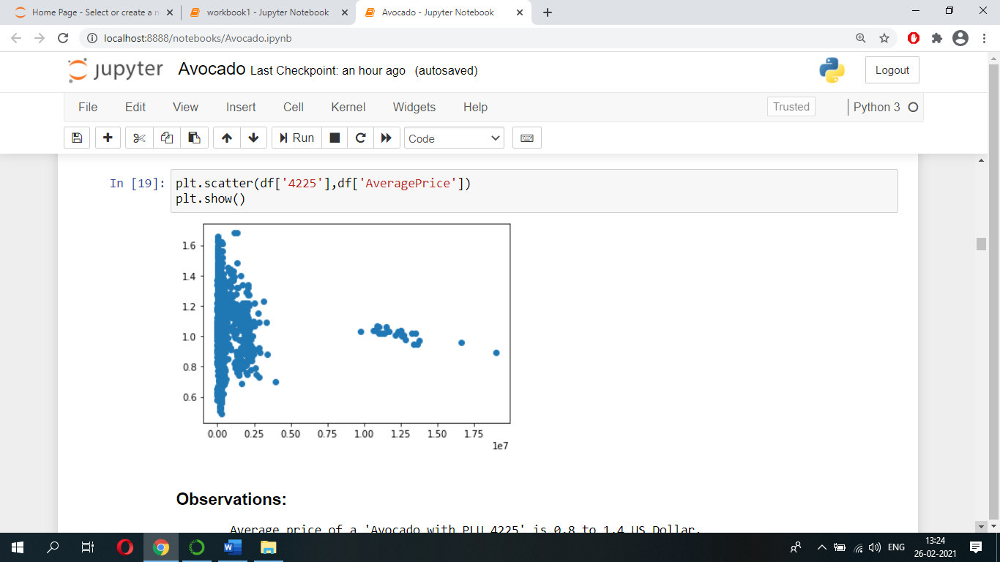 Home Page - Select or create a n
workbook1 - Jupyter Notebook
Avocado - Jupyter Notebook
localhost:8888/notebooks/Avocado.ipynb
jupyter Avocado Last Checkpoint: an hour ago (autosaved)
Logout
File Edit View Insert Cell Kernel Widgets Help
Trusted
Python 3
Run
Code
In [19]: plt.scatter(df['4225'],df['AveragePrice'])
plt.show()
1.6
1.4
1.2
1.0
0.8
0.6
0.00 0.25 0.50 0.75 1.00 1.25 1.50 1.75
1e7
Observations:
Average price of a 'Avocado with PLU 4225' is 0.8 to 1.4 US Dollar.
ENG
13:24
26-02-2021